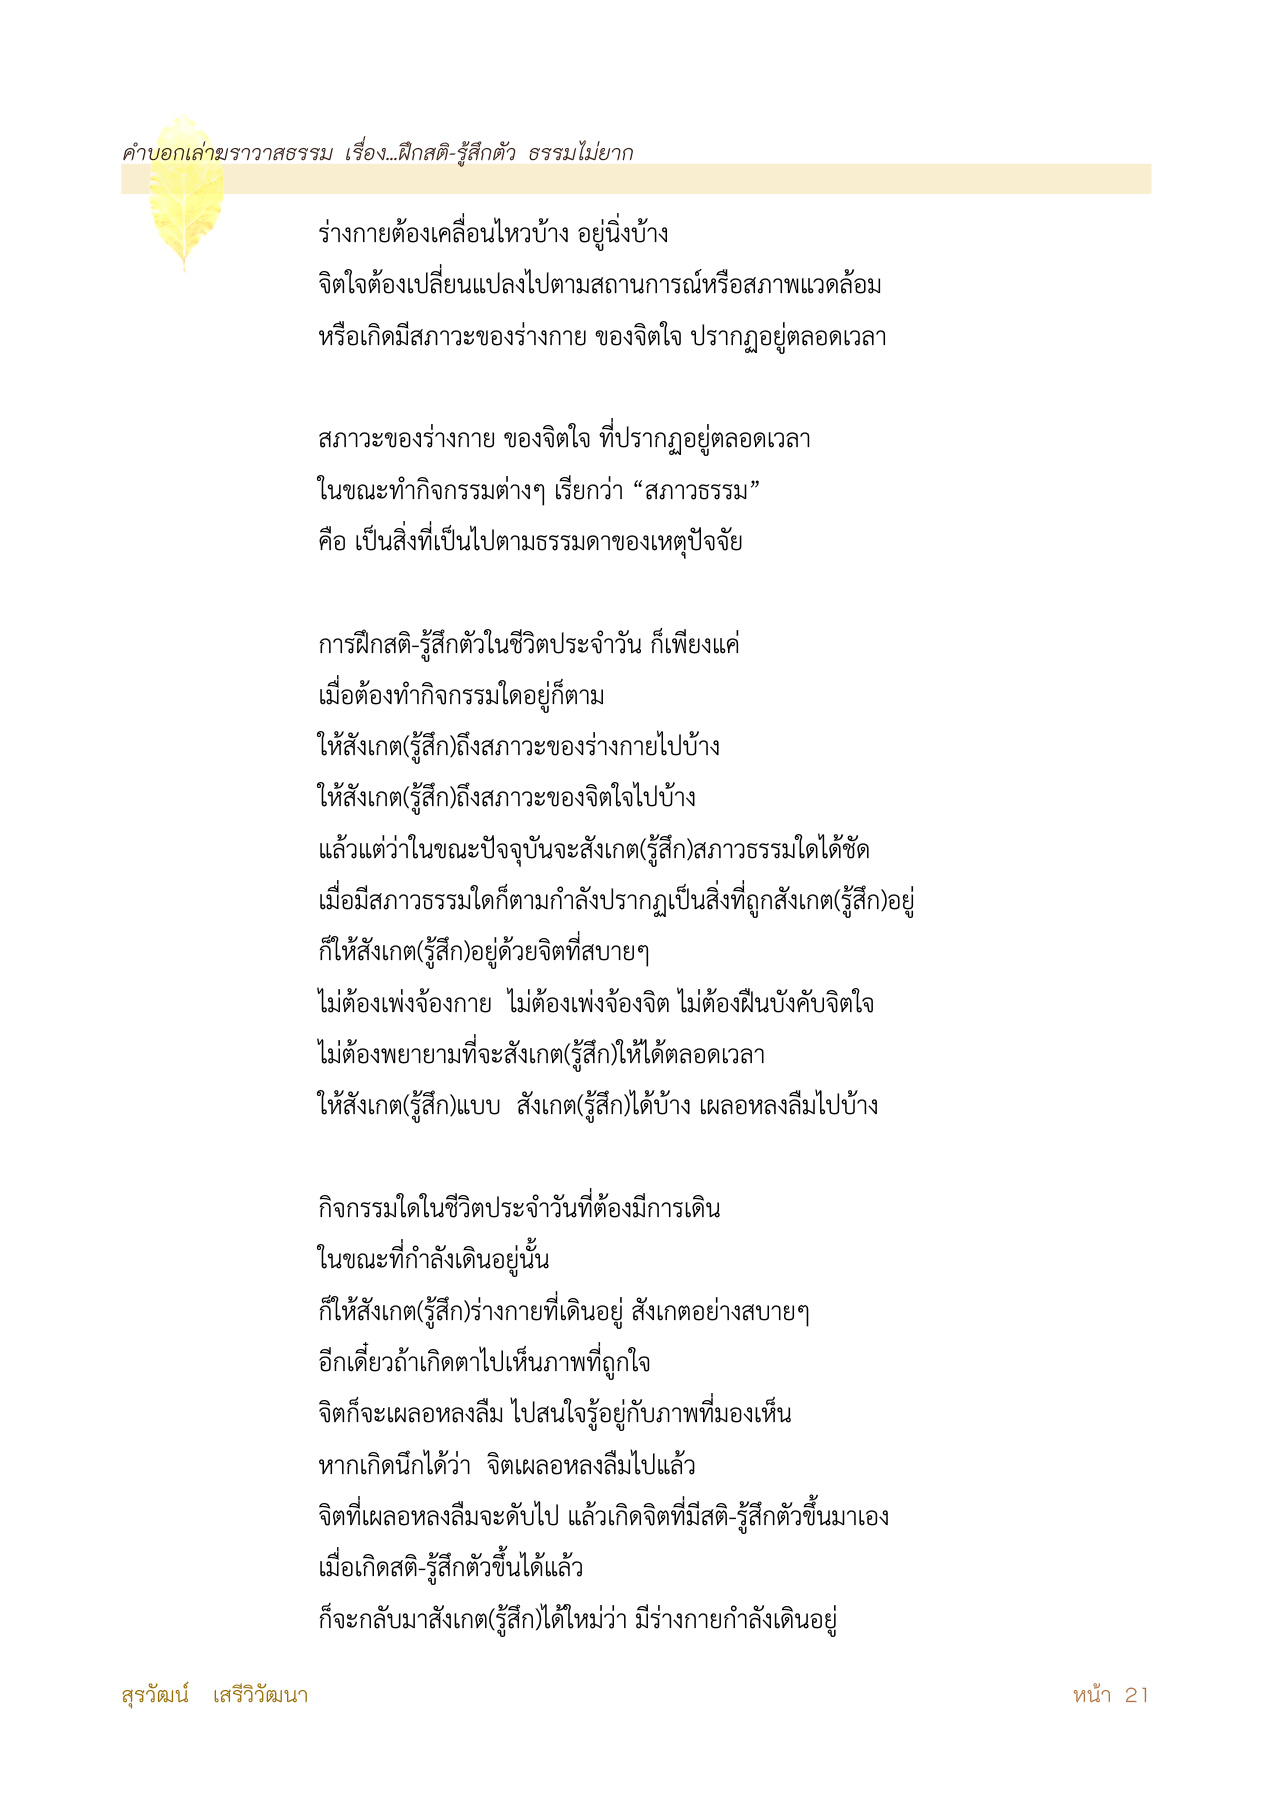 คำบอกเล่าฆราวาสธรรม เรื่อง...ฝึกสติ-รู้สึกตัว ธรรมไม่ยาก
ร่างกายต้องเคลื่อนไหวบ้าง อยู่นิ่งบ้าง
จิตใจต้องเปลี่ยนแปลงไปตามสถานการณ์หรือสภาพแวดล้อม
หรือเกิดมีสภาวะของร่างกาย ของจิตใจ ปรากฏอยู่ตลอดเวลา
สภาวะของร่างกาย ของจิตใจ ที่ปรากฏอยู่ตลอดเวลา
ในขณะทำกิจกรรมต่างๆ เรียกว่า “สภาวธรรม”
คือ เป็นสิ่งที่เป็นไปตามธรรมดาของเหตุปัจจัย
การฝึกสติ-รู้สึกตัวในชีวิตประจำวัน ก็เพียงแค่
เมื่อต้องทำกิจกรรมใดอยู่ก็ตาม
ให้สังเกต(รู้สึก)ถึงสภาวะของร่างกายไปบ้าง
ให้สังเกต(รู้สึก)ถึงสภาวะของจิตใจไปบ้าง
แล้วแต่ว่าในขณะปัจจุบันจะสังเกต(รู้สึก)สภาวธรรมใดได้ชัด
เมื่อมีสภาวธรรมใดก็ตามกำลังปรากฏเป็นสิ่งที่ถูกสังเกต(รู้สึก)อยู่
ก็ให้สังเกต(รู้สึก)อยู่ด้วยจิตที่สบายๆ
ไม่ต้องเพ่งจ้องกาย ไม่ต้องเพ่งจ้องจิต ไม่ต้องฝืนบังคับจิตใจ
ไม่ต้องพยายามที่จะสังเกต(รู้สึก)ให้ได้ตลอดเวลา
ให้สังเกต(รู้สึก)แบบ สังเกต(รู้สึก)ได้บ้าง เผลอหลงลืมไปบ้าง
กิจกรรมใดในชีวิตประจำวันที่ต้องมีการเดิน
ในขณะที่กำลังเดินอยู่นั้น
ก็ให้สังเกต(รู้สึก)ร่างกายที่เดินอยู่ สังเกตอย่างสบายๆ
อีกเดี๋ยวถ้าเกิดตาไปเห็นภาพที่ถูกใจ
จิตก็จะเผลอหลงลืม ไปสนใจรู้อยู่กับภาพที่มองเห็น
หากเกิดนึกได้ว่า จิตเผลอหลงลืมไปแล้ว
จิตที่เผลอหลงลืมจะดับไป แล้วเกิดจิตที่มีสติ-รู้สึกตัวขึ้นมาเอง
เมื่อเกิดสติ-รู้สึกตัวขึ้นได้แล้ว
ก็จะกลับมาสังเกต(รู้สึก)ได้ใหม่ว่า มีร่างกายกำลังเดินอยู่
สุรวัฒน์ เสรีวิวัฒนา หน้า 21